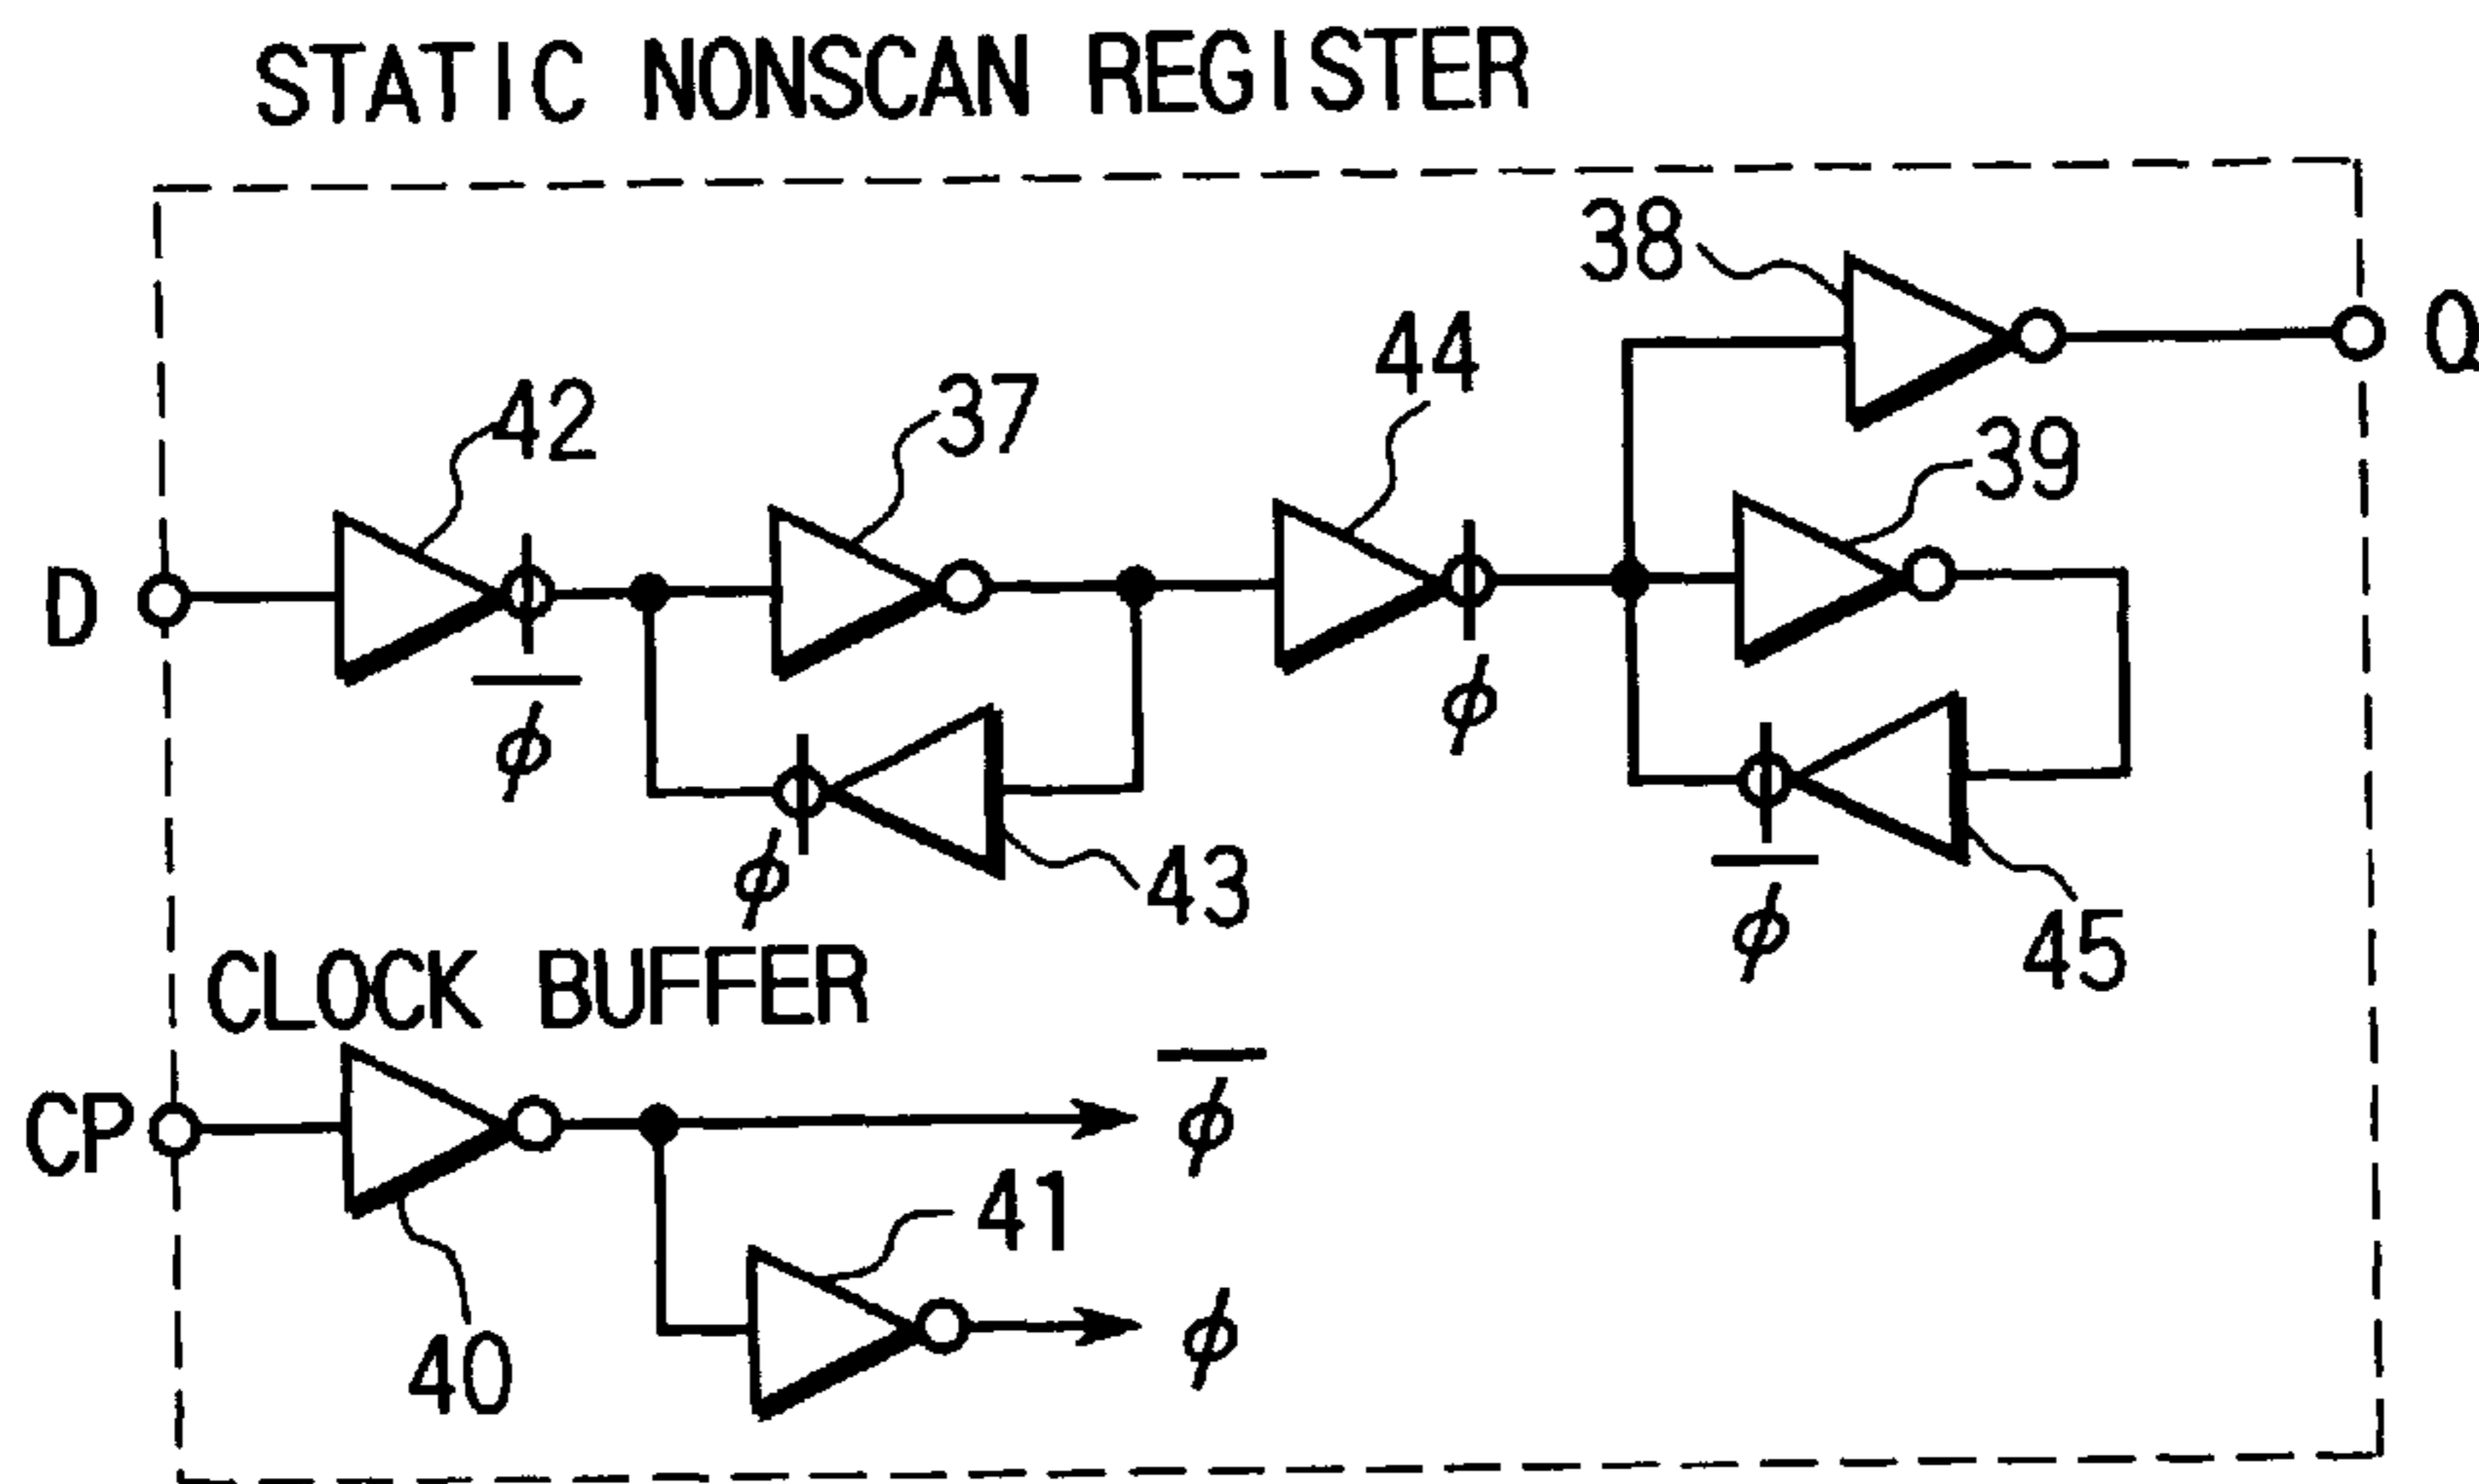 STATIC NONSCAN REGISTER
38
Q
44
42
37
39
D
ϕ
ϕ̅
ϕ
43
ϕ̅
45
CLOCK BUFFER
CP
ϕ̅
41
ϕ
40